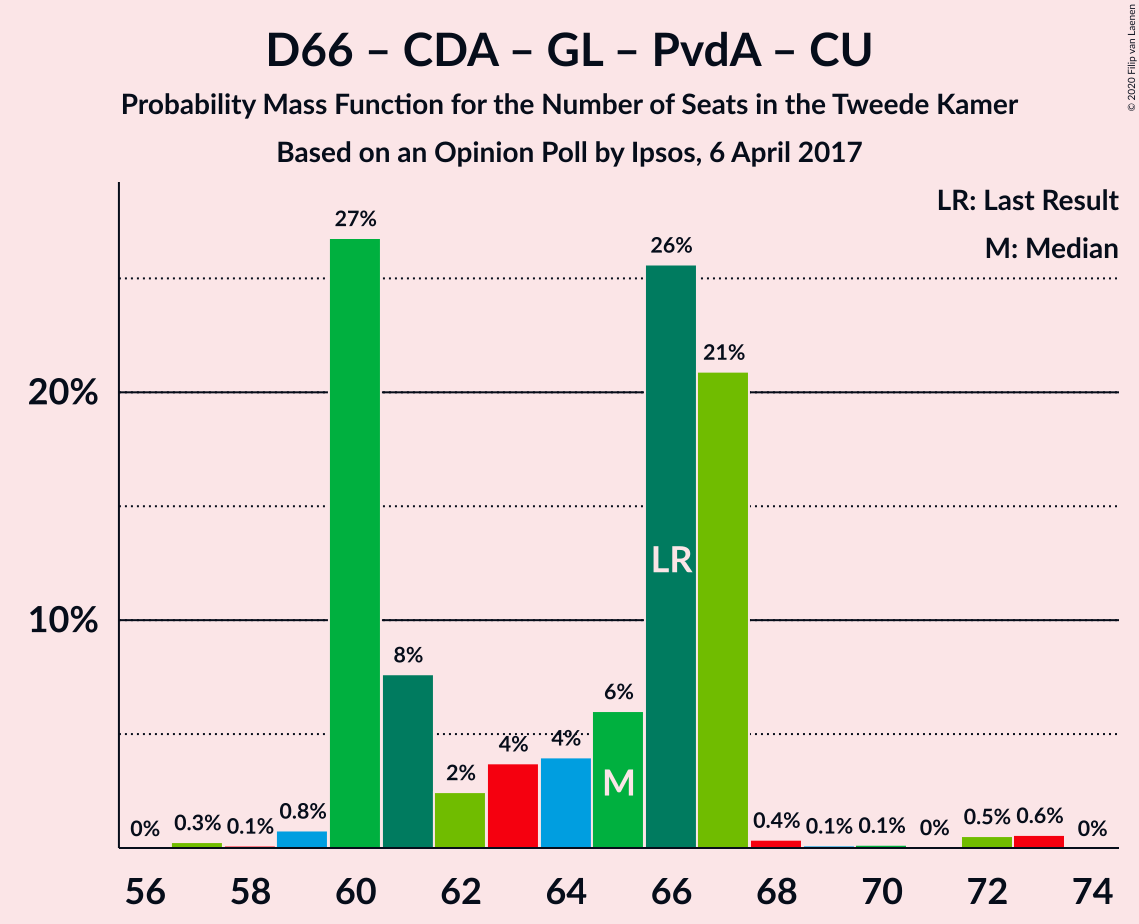 D66 – CDA – GL – PvdA – CU
Probability Mass Function for the Number of Seats in the Tweede Kamer
Based on an Opinion Poll by Ipsos, 6 April 2017
© 2020 Filip van Laenen
LR: Last Result
M: Median
20%
10%
0%
0.3%
0.1%
0.8%
27%
8%
2%
4%
4%
6%
26%
21%
0.4%
0.1%
0.1%
0%
0.5%
0.6%
0%
LR
M
56 58 60 62 64 66 68 70 72 74